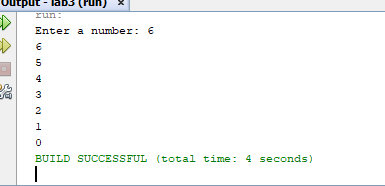 Output - lab3 (run) ×
run:
Enter a number: 6
6
5
4
3
2
1
0
BUILD SUCCESSFUL (total time: 4 seconds)